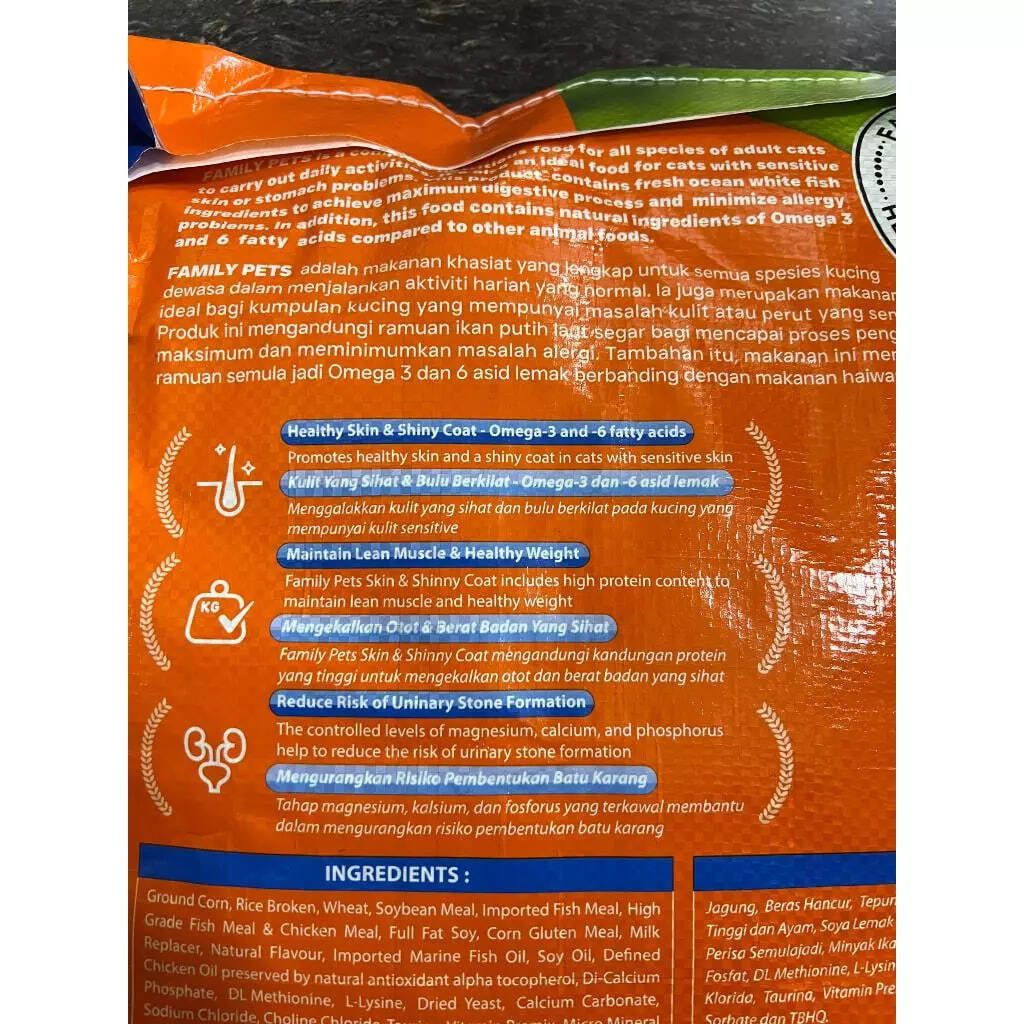 FAMILY PETS is a food for all species of adult cats
to carry out daily an ideal food for cats with sensitive
skin or stomach problems. product contains fresh ocean white fish
ingredients to achieve maximum digestive process and minimize allergy
problems. In addition, this food contains natural ingredients of Omega 3
and 6 fatty acids compared to other animal foods.
FAMILY PETS adalah makanan khasiat yang lengkap untuk semua spesies kucing
dewasa dalam menjalankan aktiviti harian yang normal. Ia juga merupakan makanan
ideal bagi kumpulan kucing yang mempunyai masalah kulit atau perut yang
Produk ini mengandungi ramuan ikan putih laut segar bagi mencapai proses
maksimum dan meminimumkan masalah alergi. Tambahan itu, makanan ini
ramuan semula jadi Omega 3 dan 6 asid lemak berbanding dengan makanan
Healthy Skin & Shiny Coat - Omega-3 and -6 fatty acids
Promotes healthy skin and a shiny coat in cats with sensitive skin
Kulit Yang Sihat & Bulu Berkilat - Omega-3 dan -6 asid lemak
Menggalakkan kulit yang sihat dan bulu berkilat pada kucing yang
mempunyai kulit sensitive
KG
Maintain Lean Muscle & Healthy Weight
Family Pets Skin & Shinny Coat includes high protein content to
maintain lean muscle and healthy weight
Mengekalkan Otot & Berat Badan Yang Sihat
Family Pets Skin & Shinny Coat mengandungi kandungan protein
yang tinggi untuk mengekalkan otot dan berat badan yang sihat
Reduce Risk of Uninary Stone Formation
The controlled levels of magnesium, calcium, and phosphorus
help to reduce the risk of urinary stone formation
Mengurangkan Risiko Pembentukan Batu Karang
Tahap magnesium, kalsium, dan fosforus yang terkawal membantu
dalam mengurangkan risiko pembentukan batu karang
INGREDIENTS :
Ground Corn, Rice Broken, Wheat, Soybean Meal, Imported Fish Meal, High
Grade Fish Meal & Chicken Meal, Full Fat Soy, Corn Gluten Meal, Milk
Replacer, Natural Flavour, Imported Marine Fish Oil, Soy Oil, Defined
Chicken Oil preserved by natural antioxidant alpha tocopherol, Di-Calcium
Phosphate, DL Methionine, L-Lysine, Dried Yeast, Calcium Carbonate,
Sodium Chloride, Choline Chloride, Taurine, Vitamin Premix, Micro Mineral
Jagung, Beras Hancur,
Tinggi dan Ayam, Soya Lemak
Perisa Semulajadi, Minyak
Fosfat, DL Methionine,
Klorida, Taurina, Vitamin
Sorbate dan TBHQ.